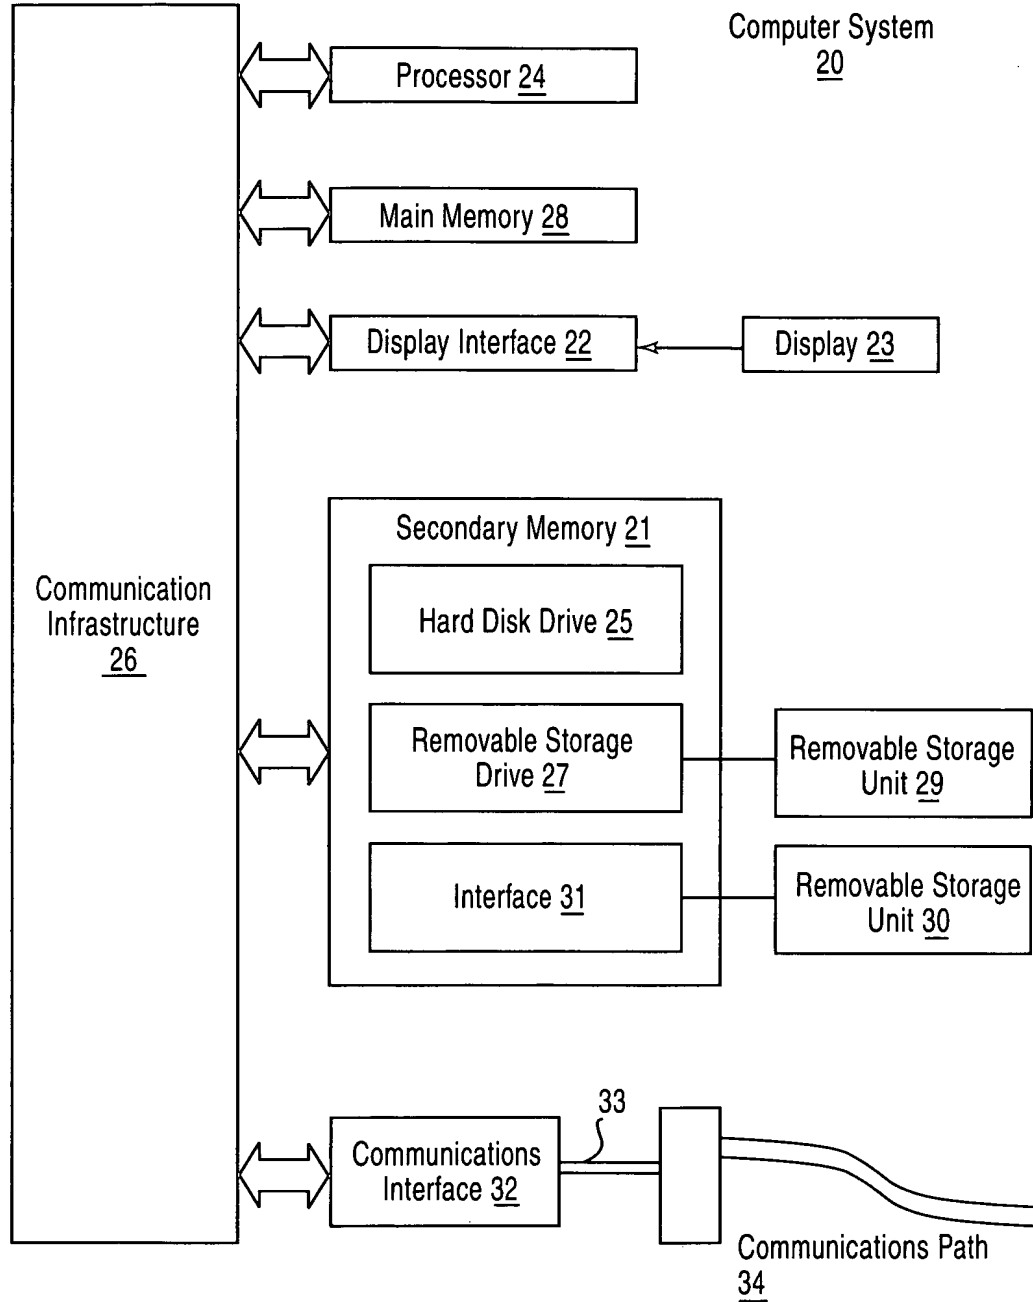 Computer System
20
Processor 24
Main Memory 28
Display Interface 22
Display 23
Secondary Memory 21
Hard Disk Drive 25
Communication
Infrastructure
26
Removable Storage
Drive 27
Removable Storage
Unit 29
Interface 31
Removable Storage
Unit 30
33
Communications
Interface 32
Communications Path
34